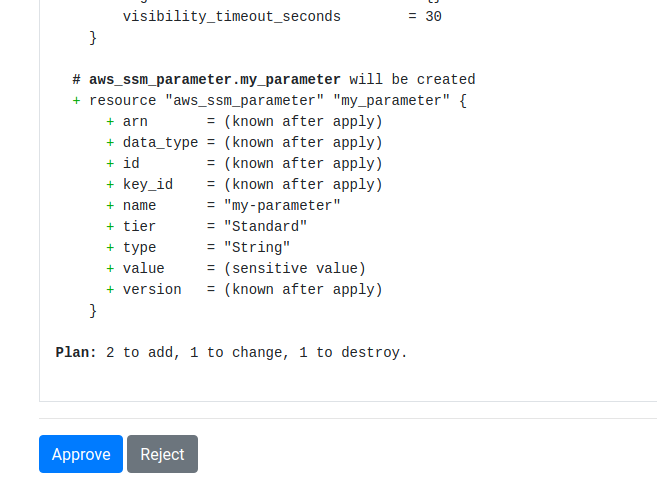 visibility_timeout_seconds        = 30
}
# aws_ssm_parameter.my_parameter will be created
+ resource "aws_ssm_parameter" "my_parameter" {
+ arn       = (known after apply)
+ data_type = (known after apply)
+ id        = (known after apply)
+ key_id    = (known after apply)
+ name      = "my-parameter"
+ tier      = "Standard"
+ type      = "String"
+ value     = (sensitive value)
+ version   = (known after apply)
}
Plan: 2 to add, 1 to change, 1 to destroy.
Approve Reject